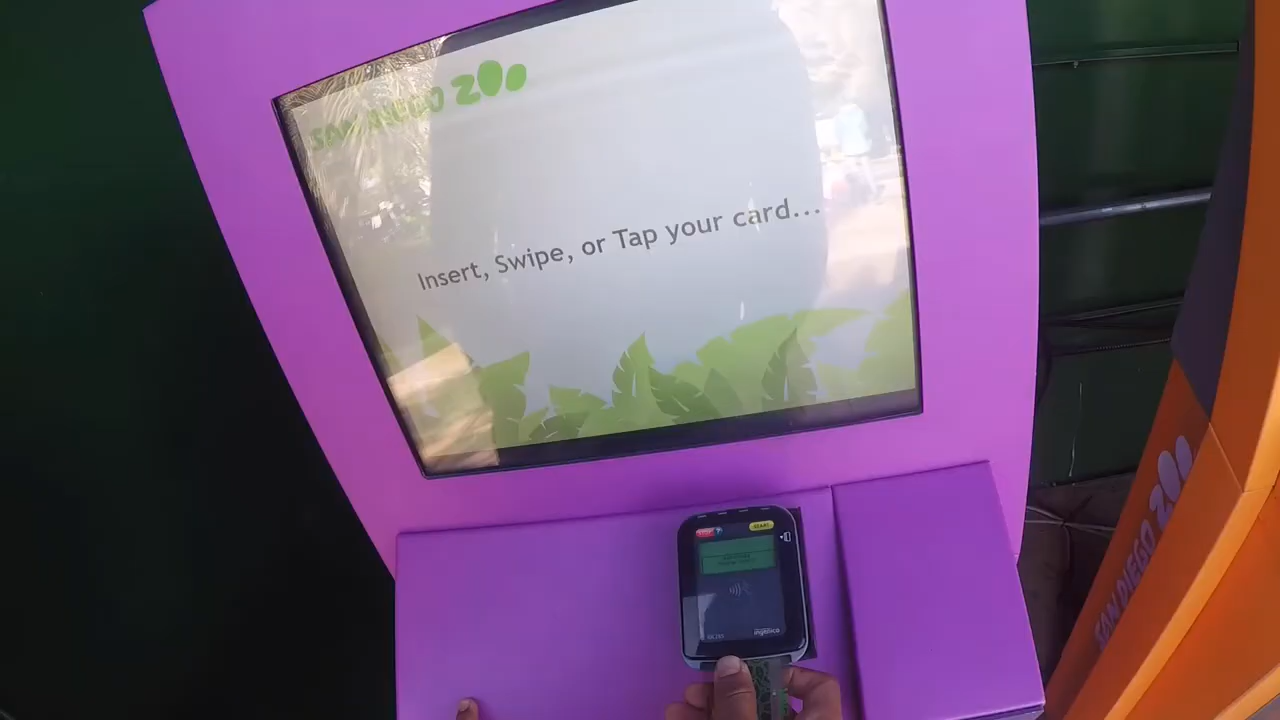 SAN DIEGO ZOO
Insert, Swipe, or Tap your card...
START
ingenico
SAN DIEGO ZOO